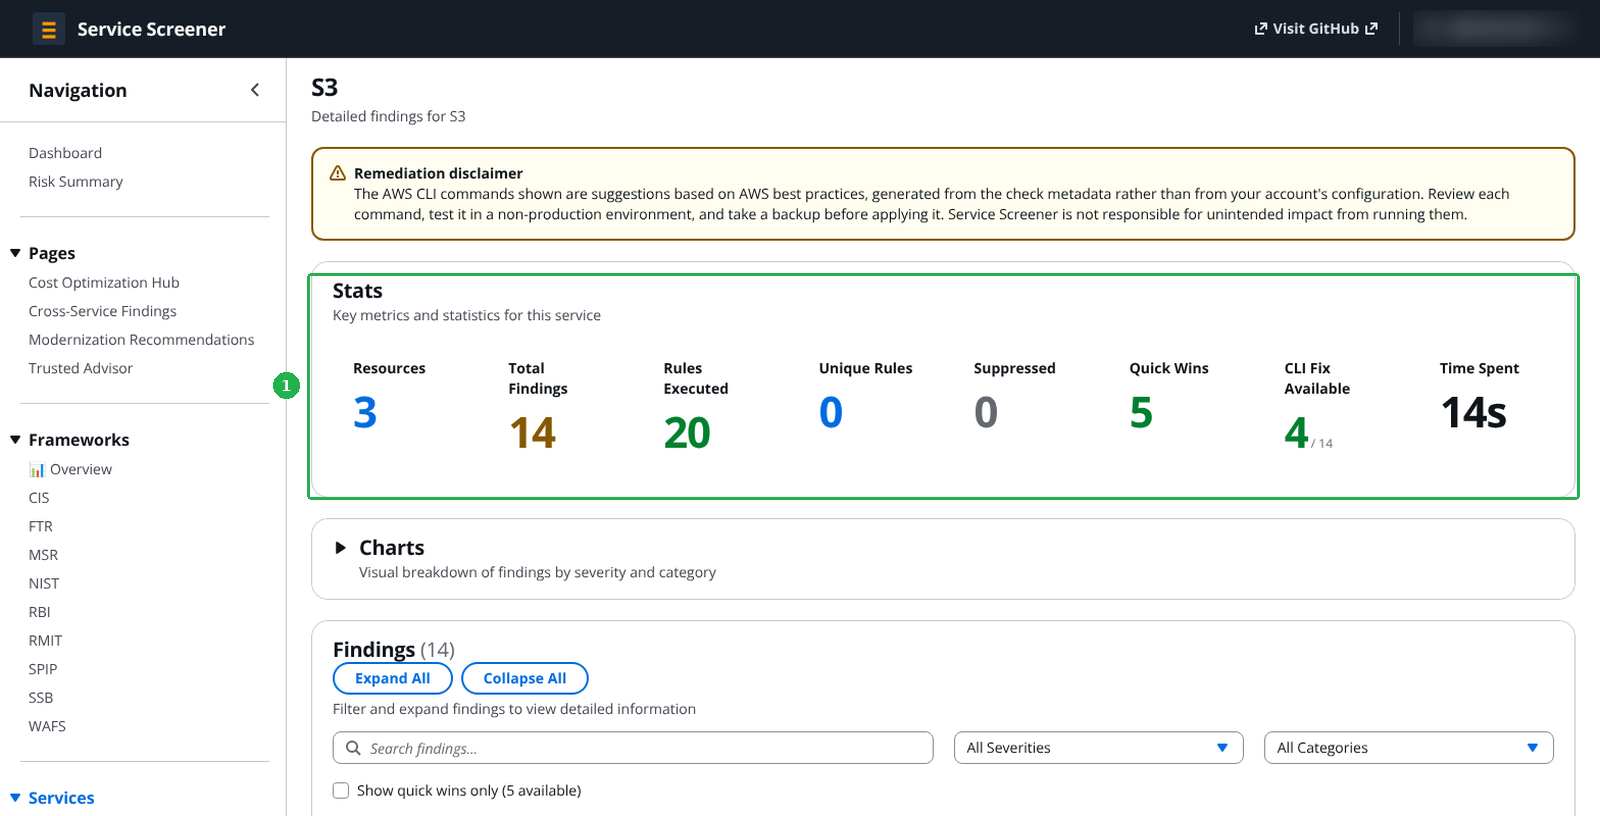 Service Screener
Visit GitHub
Navigation
Dashboard
Risk Summary
Pages
Cost Optimization Hub
Cross-Service Findings
Modernization Recommendations
Trusted Advisor
Frameworks
Overview
CIS
FTR
MSR
NIST
RBI
RMIT
SPIP
SSB
WAFS
Services
S3
Detailed findings for S3
Remediation disclaimer
The AWS CLI commands shown are suggestions based on AWS best practices, generated from the check metadata rather than from your account's configuration. Review each
command, test it in a non-production environment, and take a backup before applying it. Service Screener is not responsible for unintended impact from running them.
1
Stats
Key metrics and statistics for this service
Resources
3
Total
Findings
14
Rules
Executed
20
Unique Rules
0
Suppressed
0
Quick Wins
5
CLI Fix
Available
4 / 14
Time Spent
14s
Charts
Visual breakdown of findings by severity and category
Findings (14)
Expand All
Collapse All
Filter and expand findings to view detailed information
Search findings...
All Severities
All Categories
Show quick wins only (5 available)